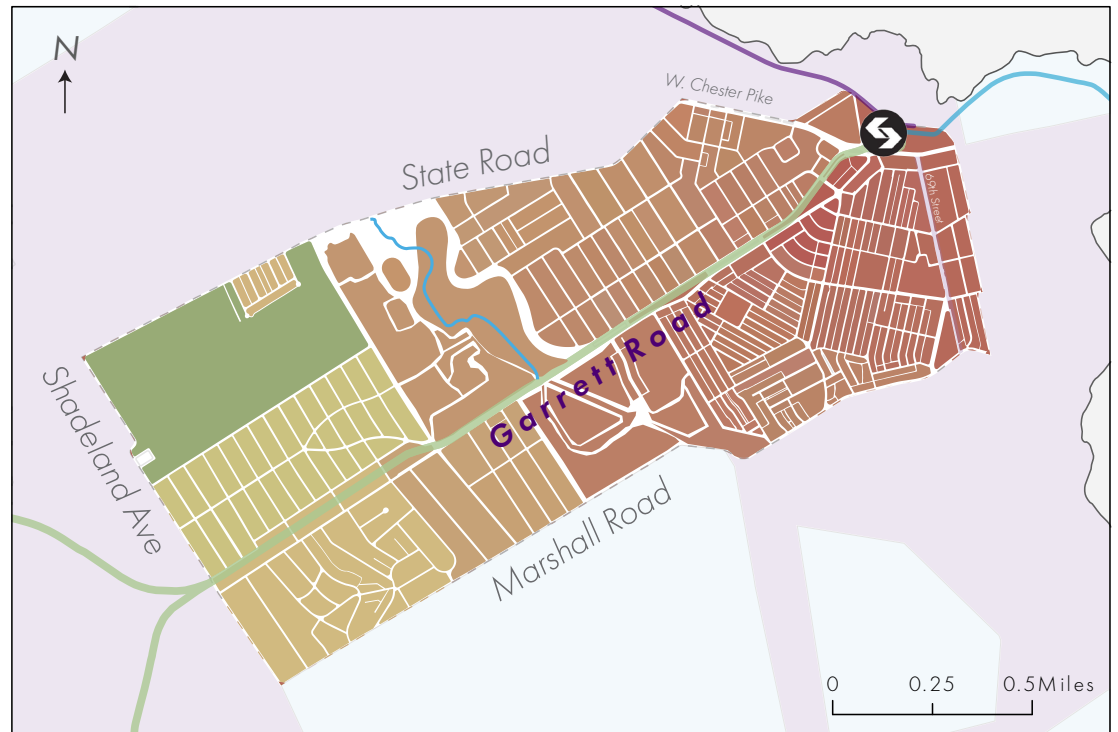 N
W. Chester Pike
State Road
69th Street
Garrett Road
Shadeland Ave
Marshall Road
0 0.25 0.5Miles